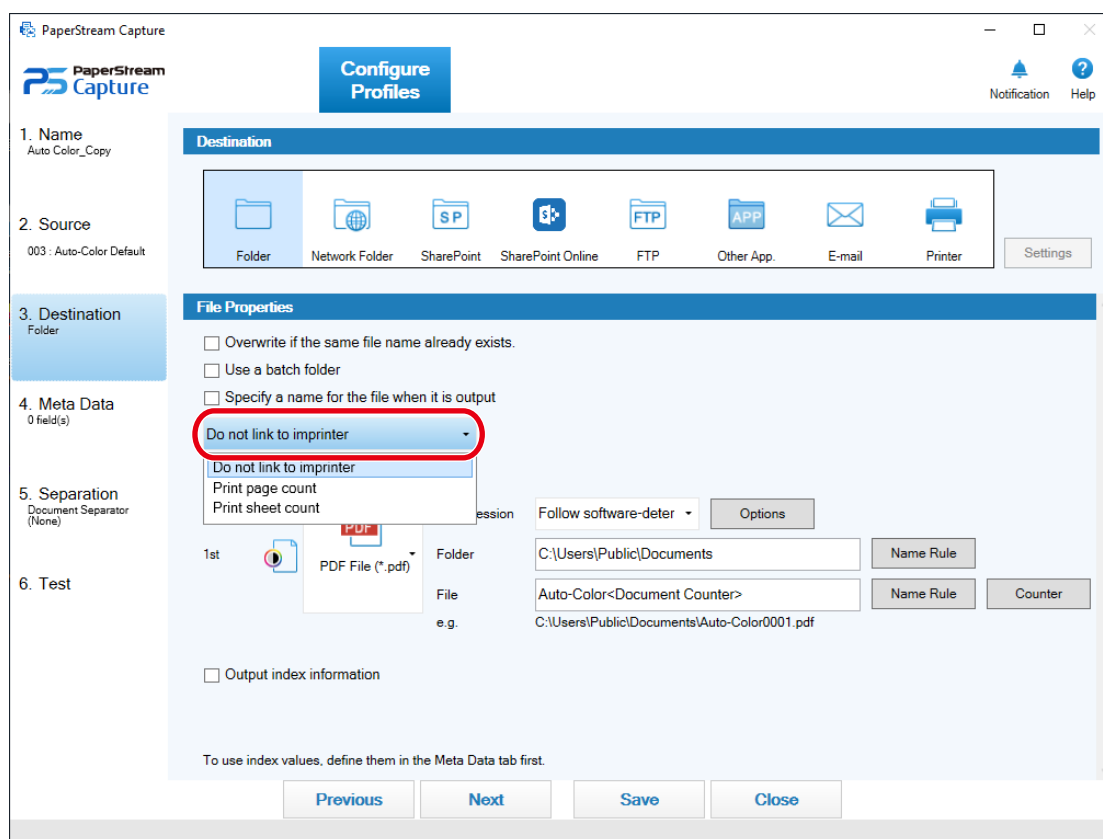 PaperStream Capture
PaperStream
Capture
Configure
Profiles
Notification
Help
1. Name
Auto Color_Copy
2. Source
003 : Auto-Color Default
3. Destination
Folder
4. Meta Data
0 field(s)
5. Separation
Document Separator
(None)
6. Test
Destination
Folder
Network Folder
SP
SharePoint
SharePoint Online
FTP
FTP
APP
Other App.
E-mail
Printer
Settings
File Properties
Overwrite if the same file name already exists.
Use a batch folder
Specify a name for the file when it is output
Do not link to imprinter
Do not link to imprinter
Print page count
Print sheet count
ession
Follow software-deter
Options
1st
PDF
PDF File (*.pdf)
Folder
C:\Users\Public\Documents
Name Rule
File
Auto-Color<Document Counter>
Name Rule
Counter
e.g.
C:\Users\Public\Documents\Auto-Color0001.pdf
Output index information
To use index values, define them in the Meta Data tab first.
Previous
Next
Save
Close